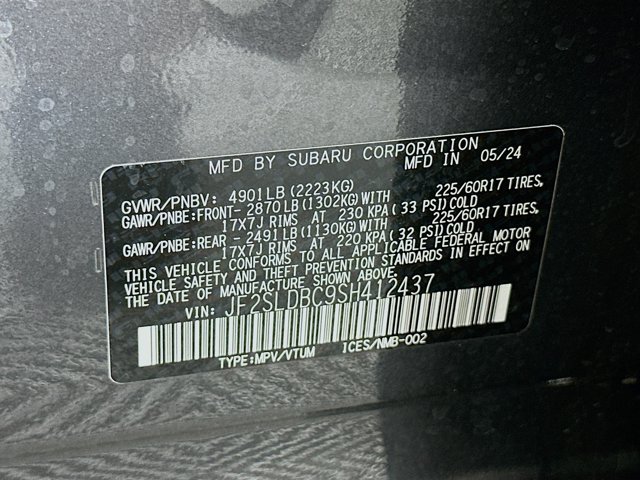 MFD BY SUBARU CORPORATION
MFD IN 05/24
GVWR/PNBV: 4901LB(2223KG)
GAWR/PNBE:FRONT-2870LB(1302KG)WITH 225/60R17 TIRES,
17X7J RIMS AT 230 KPA(33 PSI)COLD
GAWR/PNBE:REAR -2491LB(1130KG)WITH 225/60R17 TIRES,
17X7J RIMS AT 220 KPA(32 PSI)COLD
THIS VEHICLE CONFORMS TO ALL APPLICABLE FEDERAL MOTOR
VEHICLE SAFETY AND THEFT PREVENTION STANDARDS IN EFFECT ON
THE DATE OF MANUFACTURE SHOWN ABOVE.
VIN: JF2SLDBC9SH412437
TYPE:MPV/VTUM ICES/NMB-002